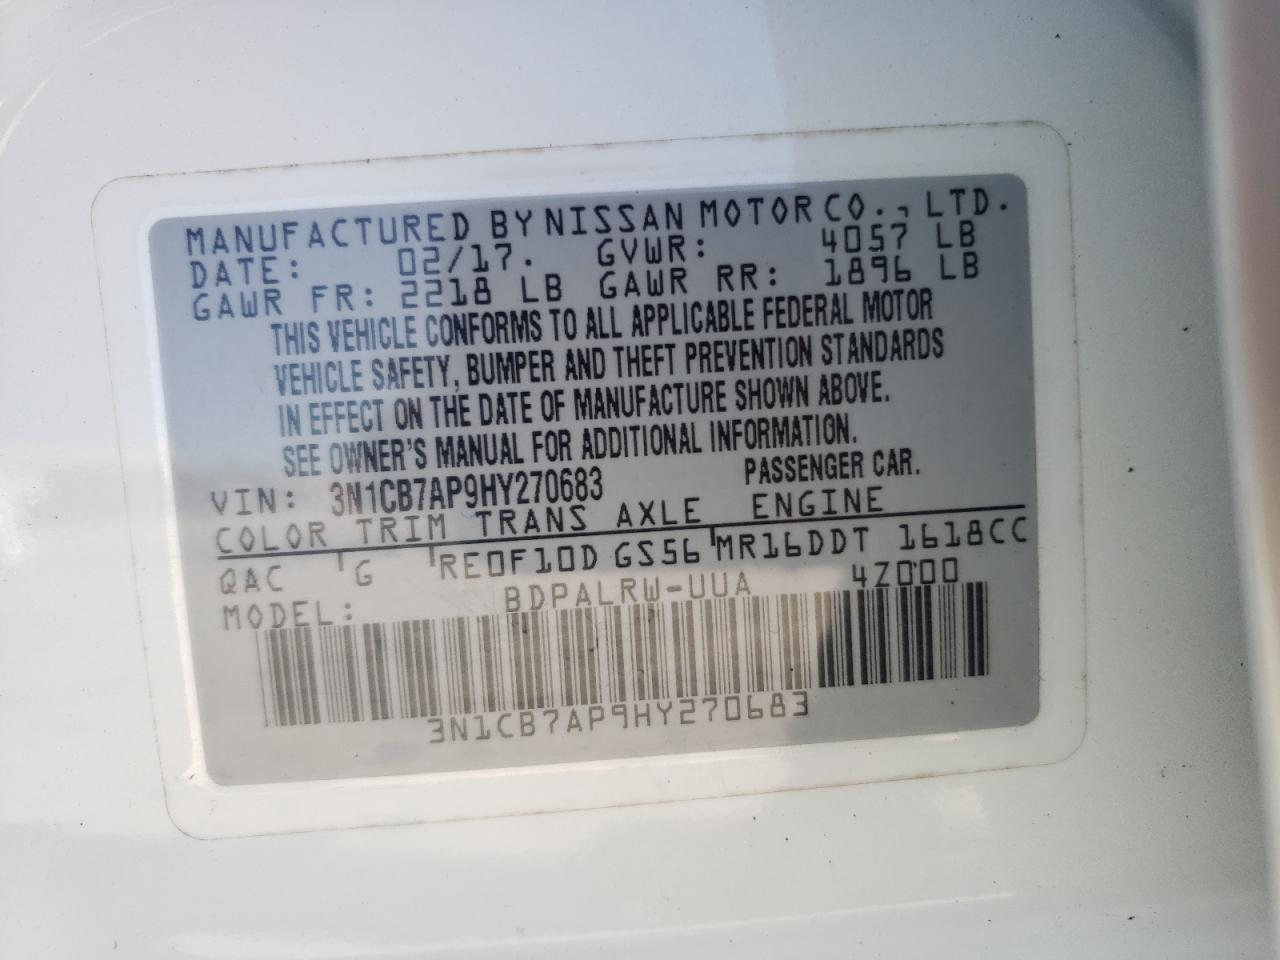 MANUFACTURED BY NISSAN MOTOR CO., LTD.
DATE: 02/17. GVWR: 4057 LB
GAWR FR: 2218 LB GAWR RR: 1896 LB
THIS VEHICLE CONFORMS TO ALL APPLICABLE FEDERAL MOTOR
VEHICLE SAFETY, BUMPER AND THEFT PREVENTION STANDARDS
IN EFFECT ON THE DATE OF MANUFACTURE SHOWN ABOVE.
SEE OWNER'S MANUAL FOR ADDITIONAL INFORMATION.
VIN: 3N1CB7AP9HY270683 PASSENGER CAR.
COLOR TRIM TRANS AXLE ENGINE
QAC G RE0F10D GS56 MR16DDT 1618CC
MODEL: BDPALRW-UUA 4Z000
3N1CB7AP9HY270683